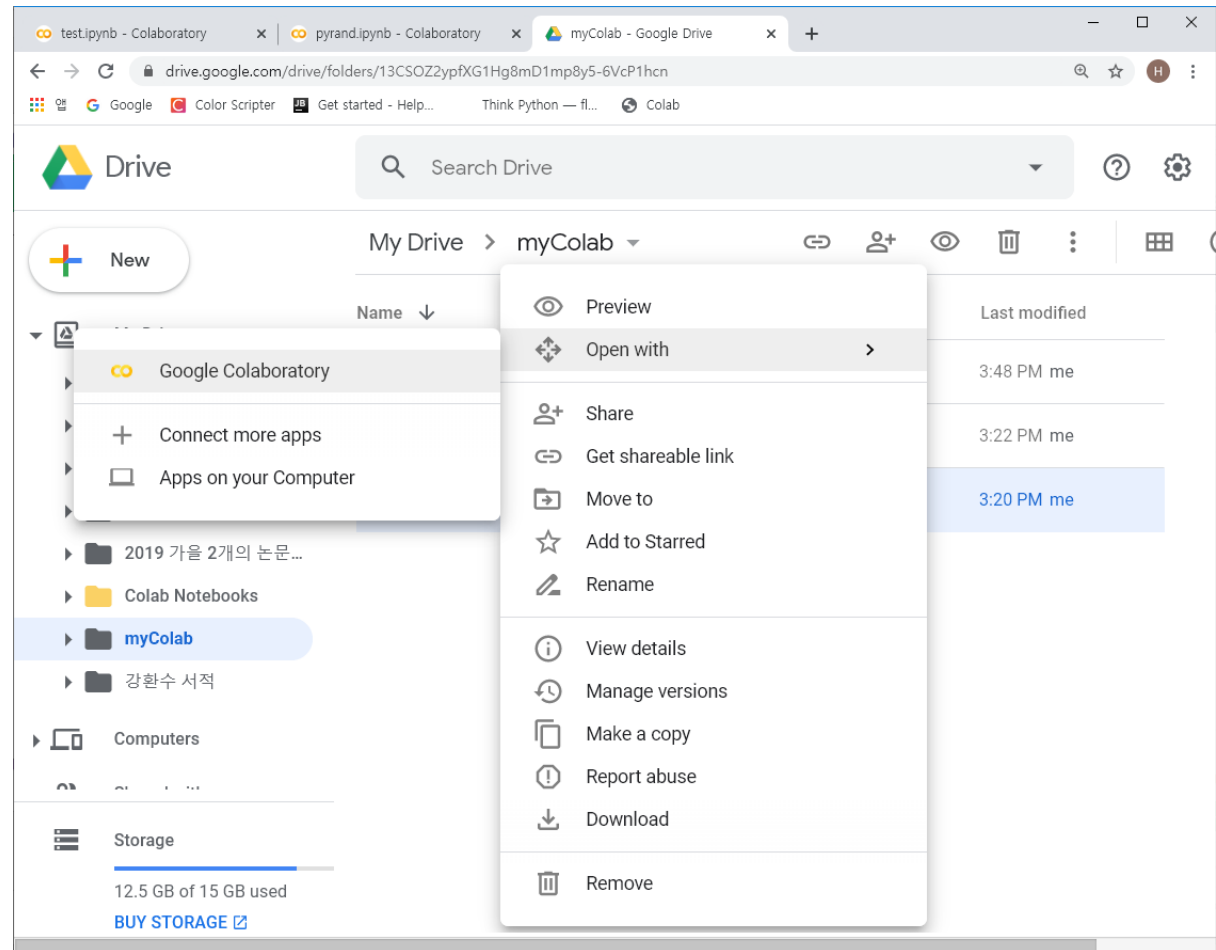 test.ipynb - Colaboratory
pyrand.ipynb - Colaboratory
myColab - Google Drive
drive.google.com/drive/folders/13CSOZ2ypfXG1Hg8mD1mp8y5-6VcP1hcn
H
앱
Google
Color Scripter
Get started - Help...
Think Python — fl...
Colab
Drive
Search Drive
New
My Drive > myColab
Name
Last modified
3:48 PM me
3:22 PM me
3:20 PM me
Preview
Open with
Share
Get shareable link
Move to
Add to Starred
Rename
View details
Manage versions
Make a copy
Report abuse
Download
Remove
Google Colaboratory
Connect more apps
Apps on your Computer
2019 가을 2개의 논문...
Colab Notebooks
myColab
강환수 서적
Computers
Storage
12.5 GB of 15 GB used
BUY STORAGE